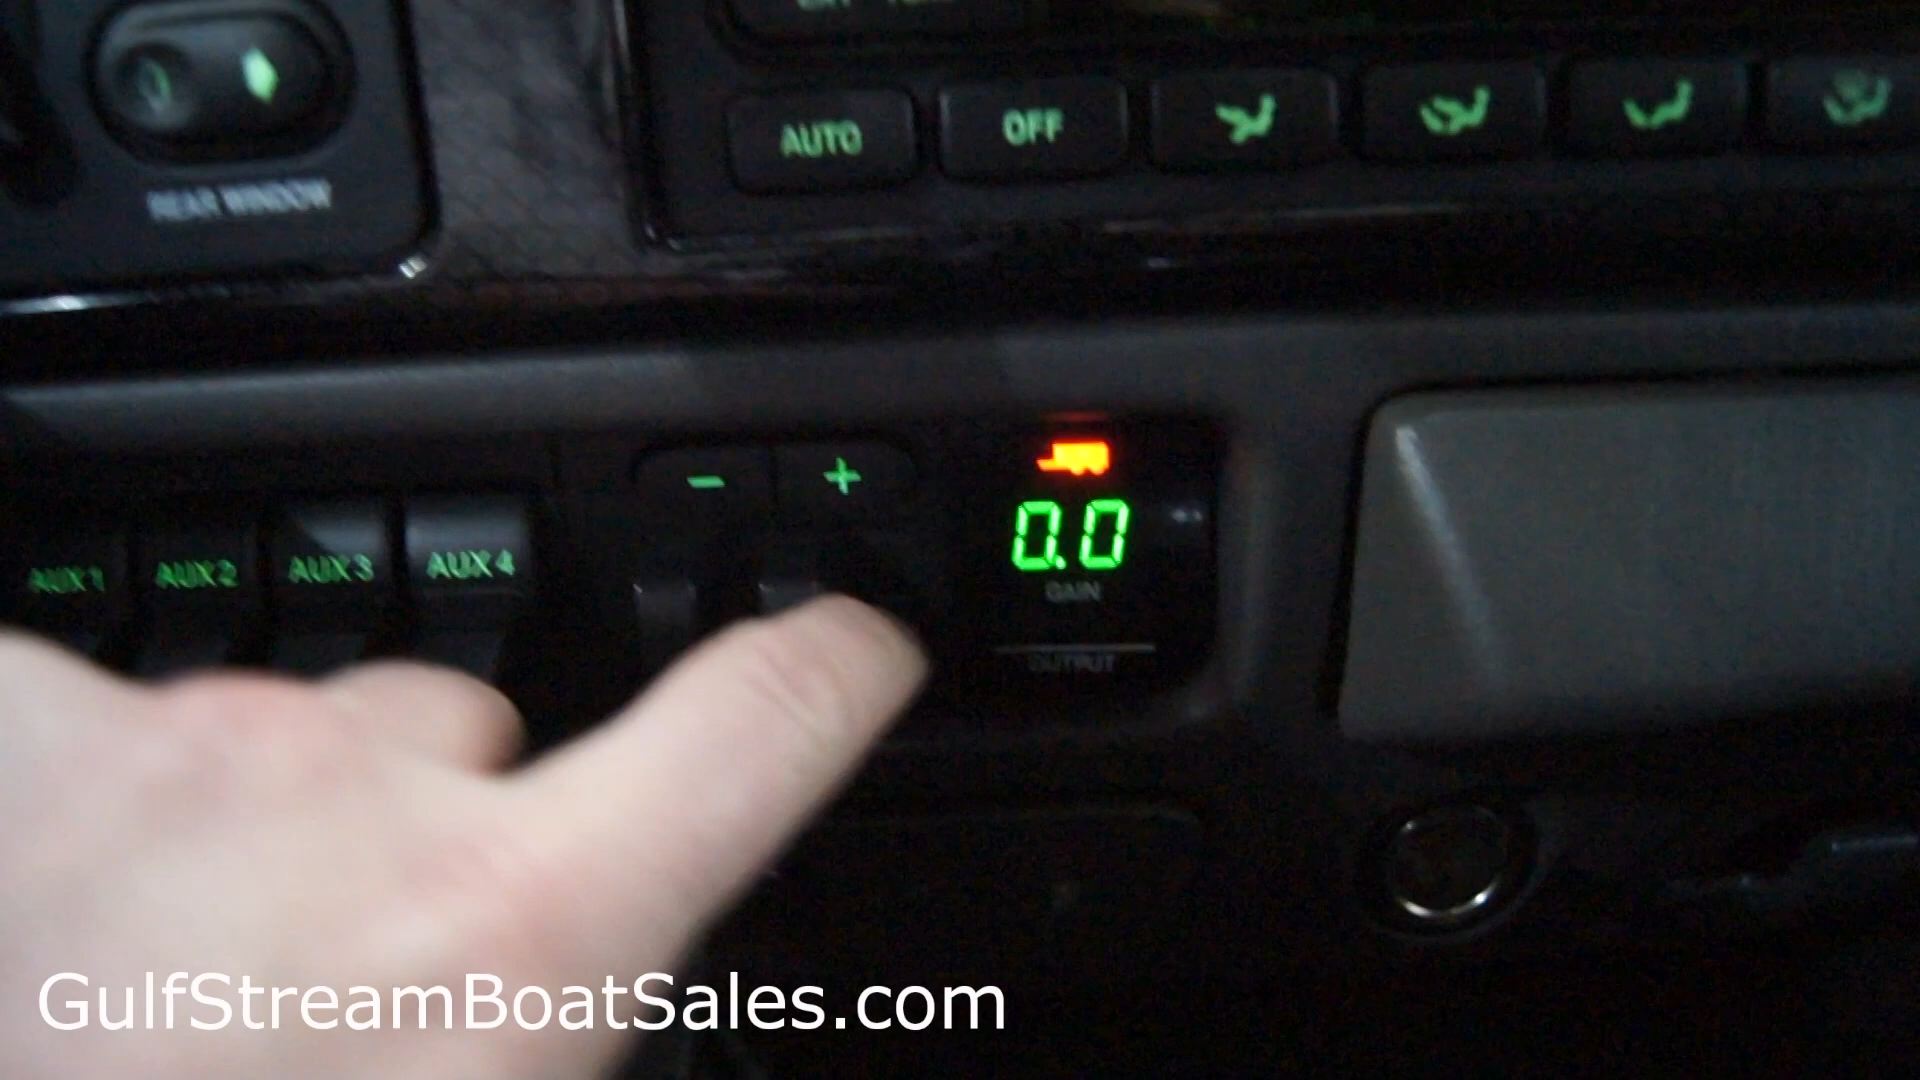 AUTO OFF
REAR WINDOW
- +
0.0
GAIN
AUX 1 AUX 2 AUX 3 AUX 4
OUTPUT
GulfStreamBoatSales.com